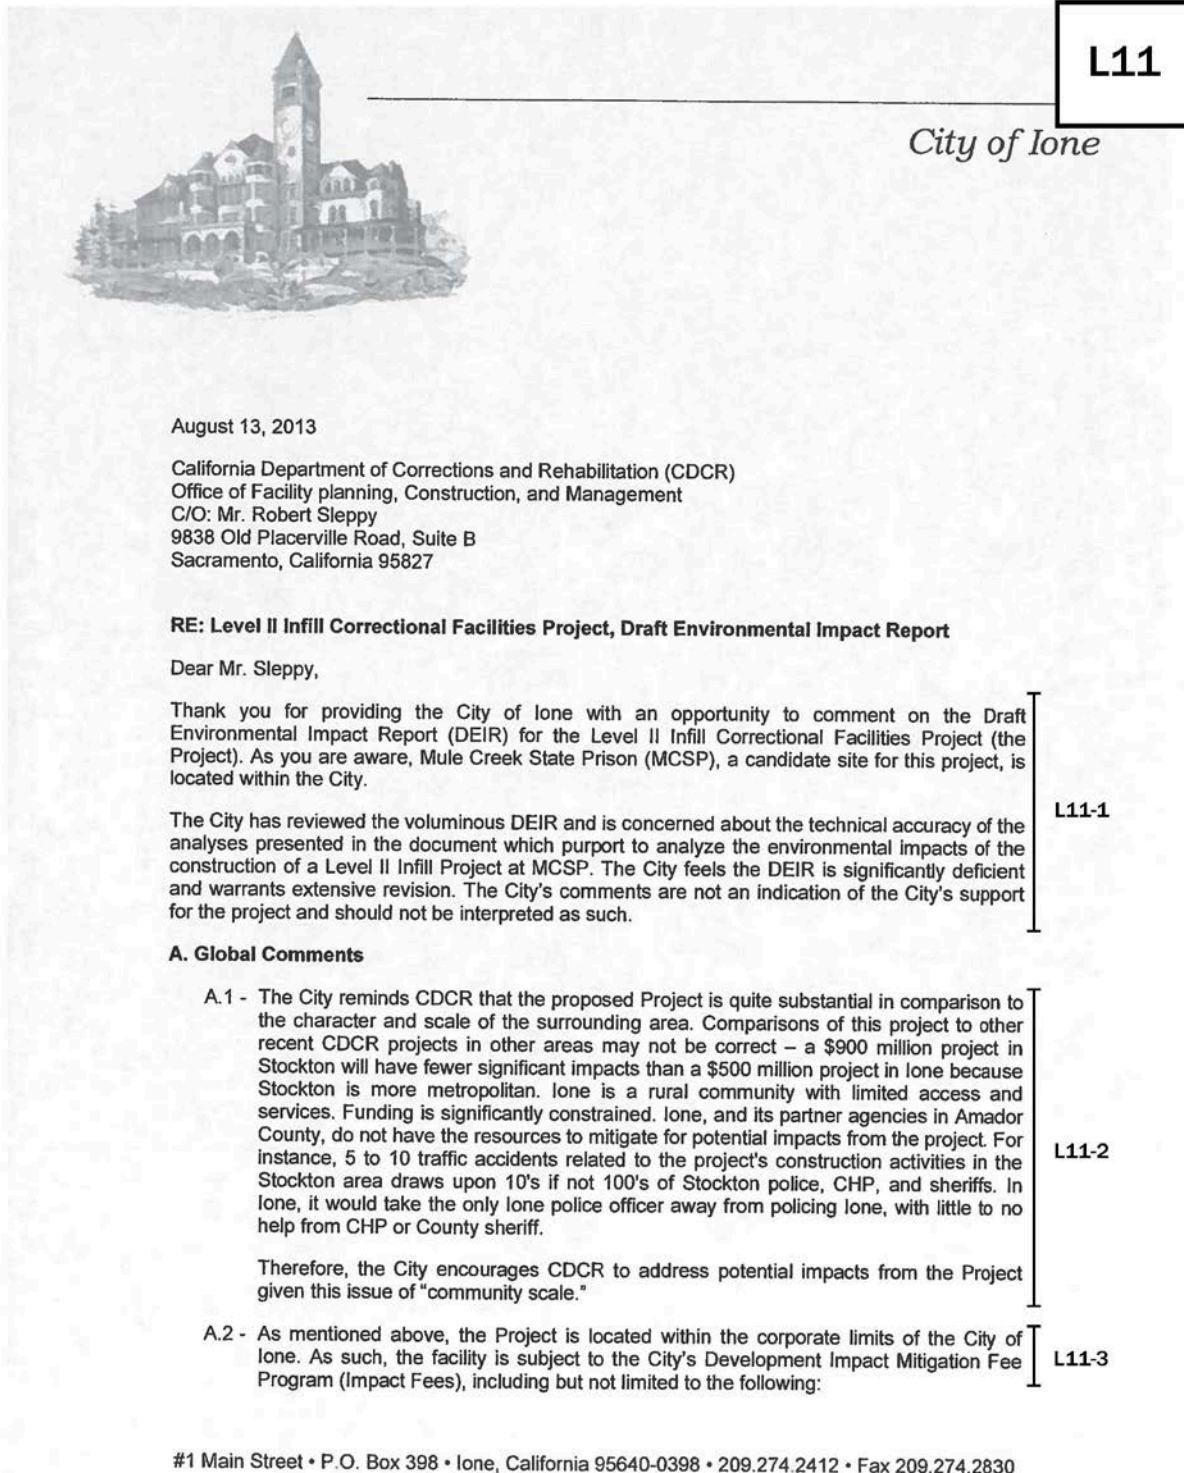 L11
City of Ione
August 13, 2013
California Department of Corrections and Rehabilitation (CDCR)
Office of Facility planning, Construction, and Management
C/O: Mr. Robert Sleppy
9838 Old Placerville Road, Suite B
Sacramento, California 95827
RE: Level II Infill Correctional Facilities Project, Draft Environmental Impact Report
Dear Mr. Sleppy,
Thank you for providing the City of Ione with an opportunity to comment on the Draft
Environmental Impact Report (DEIR) for the Level II Infill Correctional Facilities Project (the
Project). As you are aware, Mule Creek State Prison (MCSP), a candidate site for this project, is
located within the City.
The City has reviewed the voluminous DEIR and is concerned about the technical accuracy of the
analyses presented in the document which purport to analyze the environmental impacts of the
construction of a Level II Infill Project at MCSP. The City feels the DEIR is significantly deficient
and warrants extensive revision. The City's comments are not an indication of the City's support
for the project and should not be interpreted as such.
L11-1
A. Global Comments
A.1 - The City reminds CDCR that the proposed Project is quite substantial in comparison to
the character and scale of the surrounding area. Comparisons of this project to other
recent CDCR projects in other areas may not be correct – a $900 million project in
Stockton will have fewer significant impacts than a $500 million project in Ione because
Stockton is more metropolitan. Ione is a rural community with limited access and
services. Funding is significantly constrained. Ione, and its partner agencies in Amador
County, do not have the resources to mitigate for potential impacts from the project. For
instance, 5 to 10 traffic accidents related to the project's construction activities in the
Stockton area draws upon 10's if not 100's of Stockton police, CHP, and sheriffs. In
Ione, it would take the only Ione police officer away from policing Ione, with little to no
help from CHP or County sheriff.
Therefore, the City encourages CDCR to address potential impacts from the Project
given this issue of "community scale."
L11-2
A.2 - As mentioned above, the Project is located within the corporate limits of the City of
Ione. As such, the facility is subject to the City's Development Impact Mitigation Fee
Program (Impact Fees), including but not limited to the following:
L11-3
#1 Main Street • P.O. Box 398 • Ione, California 95640-0398 • 209.274.2412 • Fax 209.274.2830